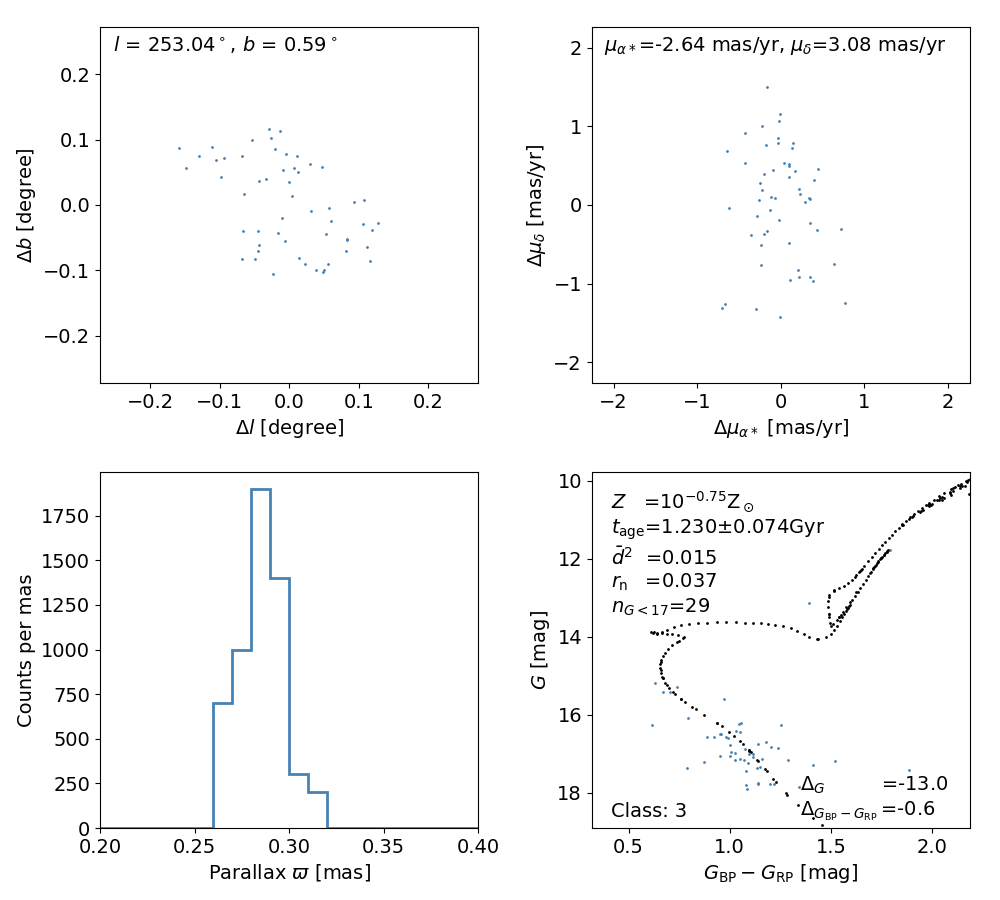 l = 253.04°, b = 0.59°
0.2
0.1
0.0
−0.1
−0.2
Δb [degree]
−0.2 −0.1 0.0 0.1 0.2
Δl [degree]
μα*=-2.64 mas/yr, μδ=3.08 mas/yr
2
1
0
−1
−2
Δμδ [mas/yr]
−2 −1 0 1 2
Δμα* [mas/yr]
1750
1500
1250
1000
750
500
250
0
Counts per mas
0.20 0.25 0.30 0.35 0.40
Parallax ϖ [mas]
10
12
14
16
18
G [mag]
Z =10^−0.75 Z⊙
t_age=1.230±0.074Gyr
d̄² =0.015
r_n =0.037
n_G<17=29
Δ_G =-13.0
Δ_GBP−GRP =-0.6
Class: 3
0.5 1.0 1.5 2.0
G_BP − G_RP [mag]